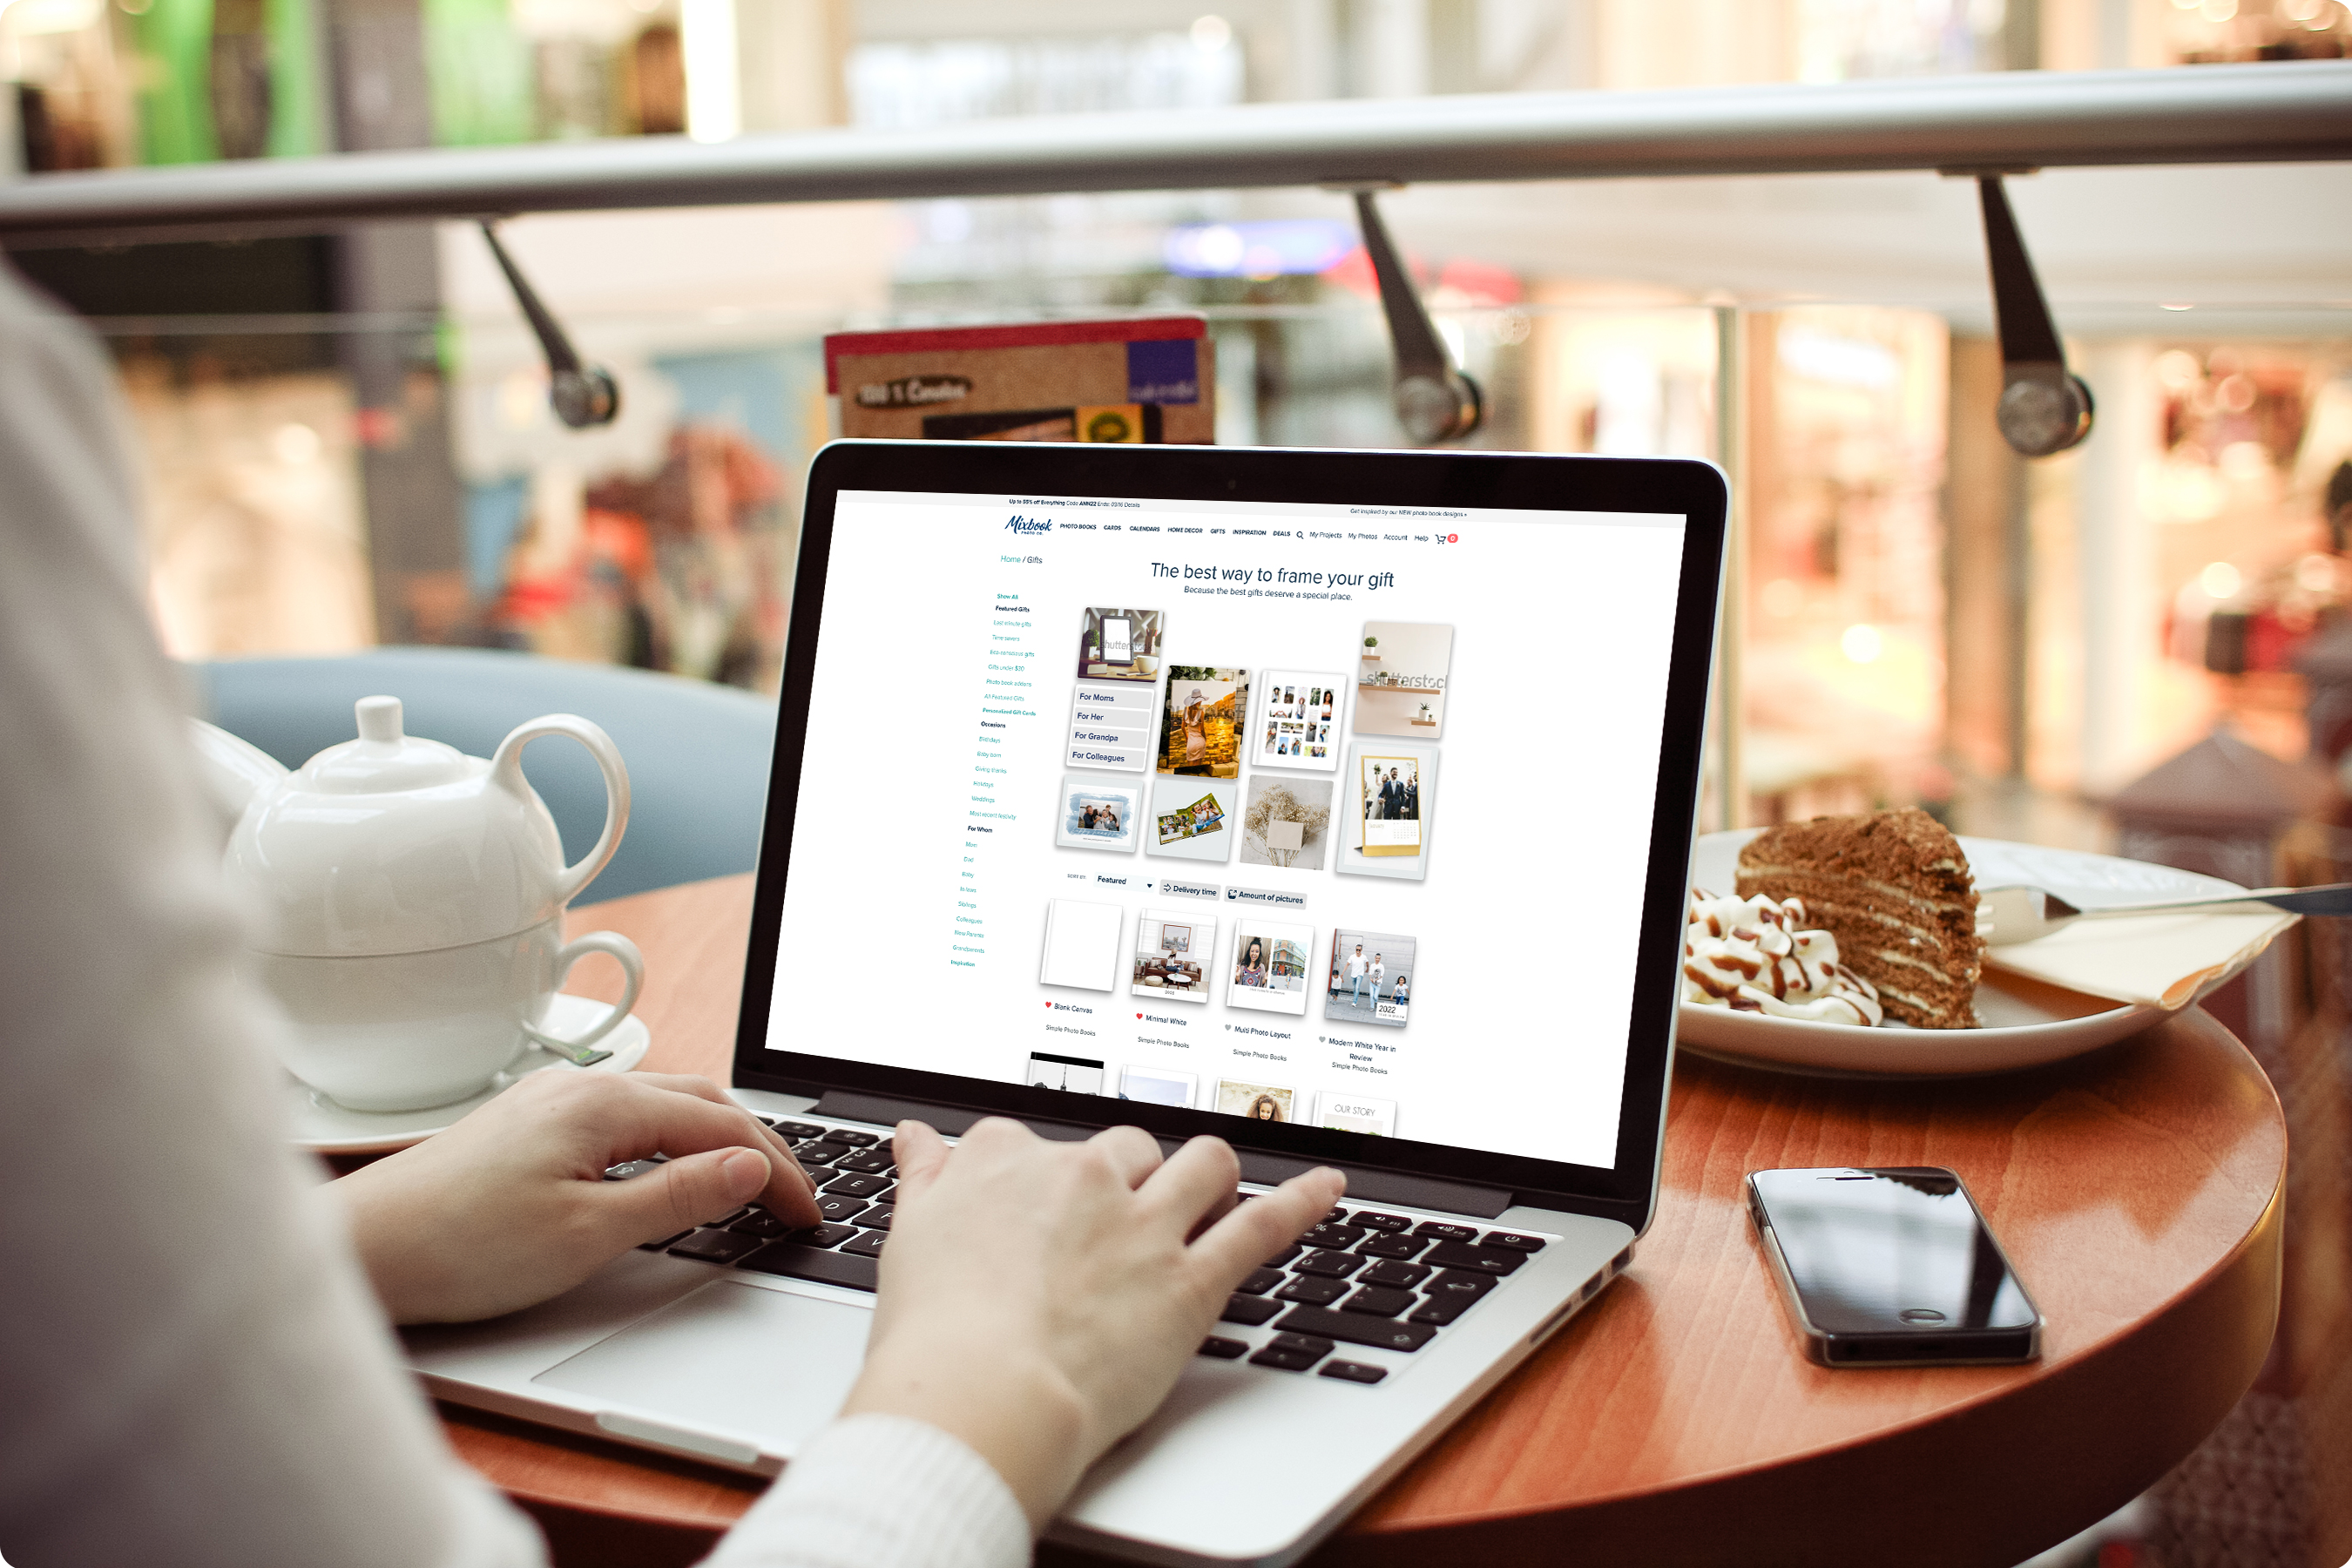 100 % Genuss
Up to 55% off Everything Code ANN22 Ends: 09/16 Details
Get inspired by our NEW photo book designs »
Mixbook PHOTO BOOKS CARDS CALENDARS HOME DECOR GIFTS INSPIRATION DEALS My Projects My Photos Account Help 0
PHOTO CO.
Home / Gifts
The best way to frame your gift
Because the best gifts deserve a special place.
Show All
Featured Gifts
Last minute gifts
Time savers
Eco conscious gifts
Gifts under $50
Photo book addons
All Featured Gifts
Personalized Gift Cards
Occasions
Birthdays
Baby born
Giving thanks
Holidays
Weddings
Most recent festivity
For Whom
Mom
Dad
Baby
In laws
Siblings
Colleagues
New Parents
Grandparents
Inspiration
shutterstock
shutterstock
For Moms
For Her
For Grandpa
For Colleagues
SORT BY Featured Delivery time Amount of pictures
2022
Blank Canvas
Simple Photo Books
Minimal White
Simple Photo Books
Multi Photo Layout
Simple Photo Books
Modern White Year in
Review
Simple Photo Books
OUR STORY
E
D
F
X
C
V